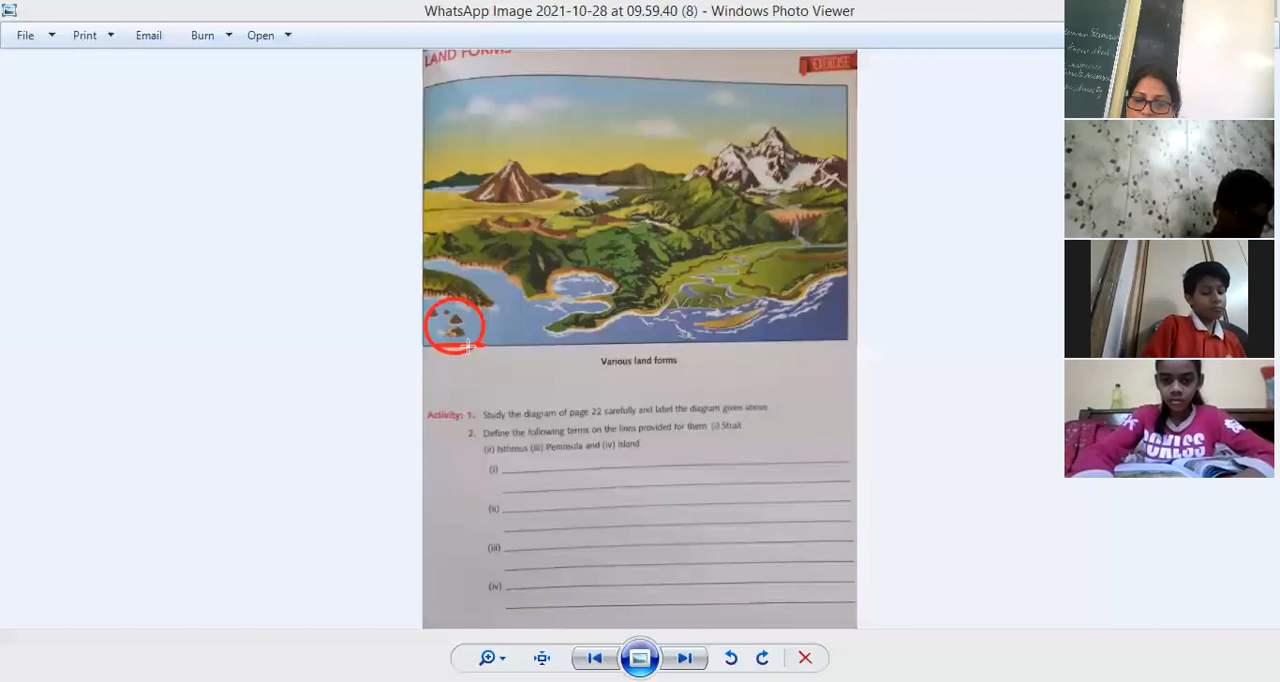 WhatsApp Image 2021-10-28 at 09.59.40 (8) - Windows Photo Viewer
File Print Email Burn Open
LAND FORMS
EXERCISE
Various land forms
Activity: 1. Study the diagram of page 22 carefully and label the diagram given above
2. Define the following terms on the lines provided for them (i) Strait
(ii) Isthmus (iii) Peninsula and (iv) Island
(i)
(ii)
(iii)
(iv)